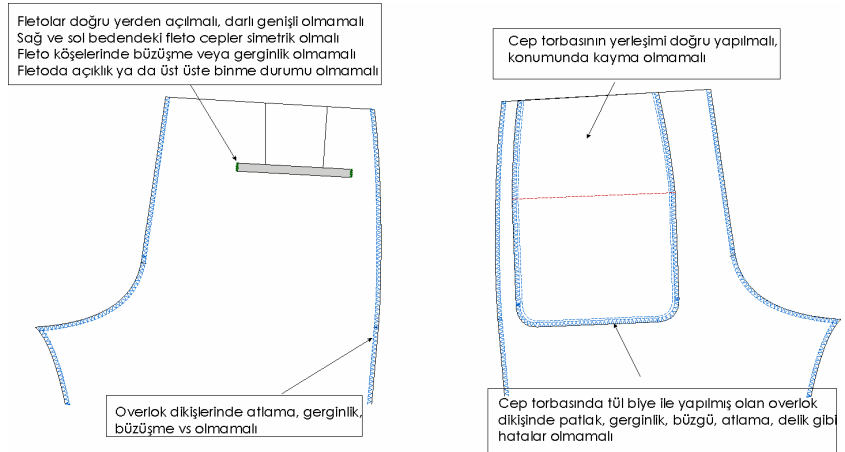 Fletolar doğru yerden açılmalı, darlı genişli olmamalı
Sağ ve sol bedendeki fleto cepler simetrik olmalı
Fleto köşelerinde büzüşme veya gerginlik olmamalı
Fletoda açıklık ya da üst üste binme durumu olmamalı
Cep torbasının yerleşimi doğru yapılmalı,
konumunda kayma olmamalı
Overlok dikişlerinde atlama, gerginlik,
büzüşme vs olmamalı
Cep torbasında tül biye ile yapılmış olan overlok
dikişinde patlak, gerginlik, büzgü, atlama, delik gibi
hatalar olmamalı